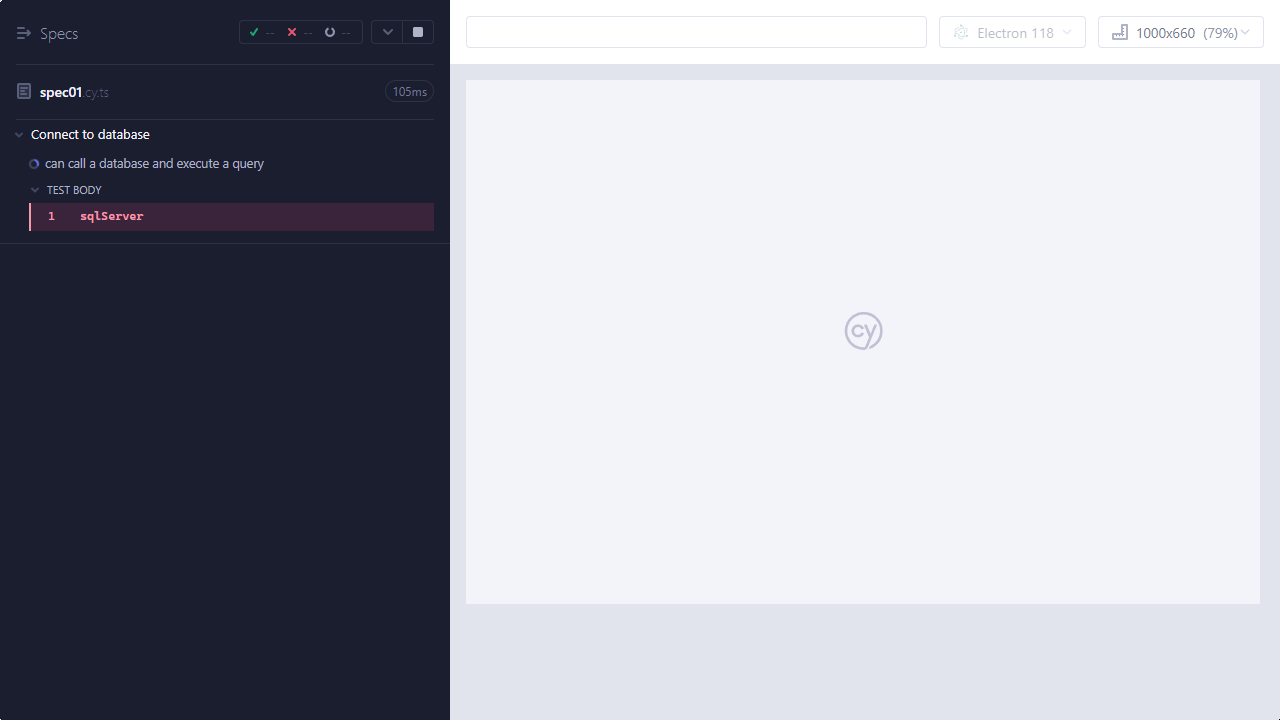 Specs
--
--
--
spec01.cy.ts
105ms
Connect to database
can call a database and execute a query
TEST BODY
1 sqlServer
Electron 118
1000x660 (79%)
cy